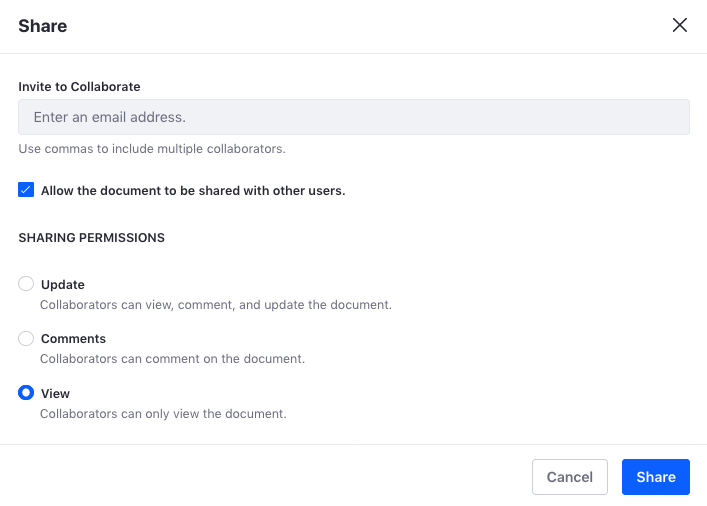 Share
Invite to Collaborate
Enter an email address.
Use commas to include multiple collaborators.
Allow the document to be shared with other users.
SHARING PERMISSIONS
Update
Collaborators can view, comment, and update the document.
Comments
Collaborators can comment on the document.
View
Collaborators can only view the document.
Cancel
Share